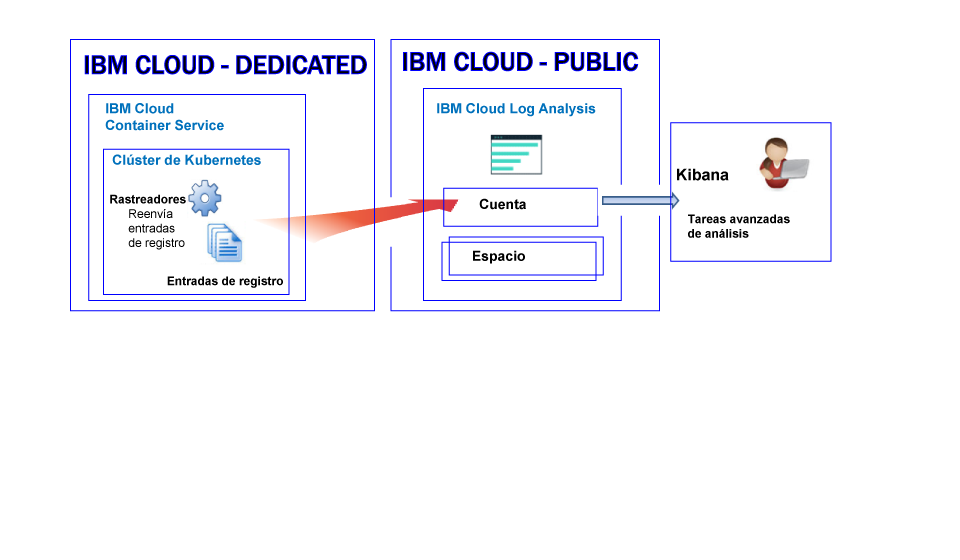 IBM CLOUD - DEDICATED
IBM Cloud
Container Service
Clúster de Kubernetes
Rastreadores
Reenvía
entradas
de registro
Entradas de registro
IBM CLOUD - PUBLIC
IBM Cloud Log Analysis
Cuenta
Espacio
Kibana
Tareas avanzadas
de análisis